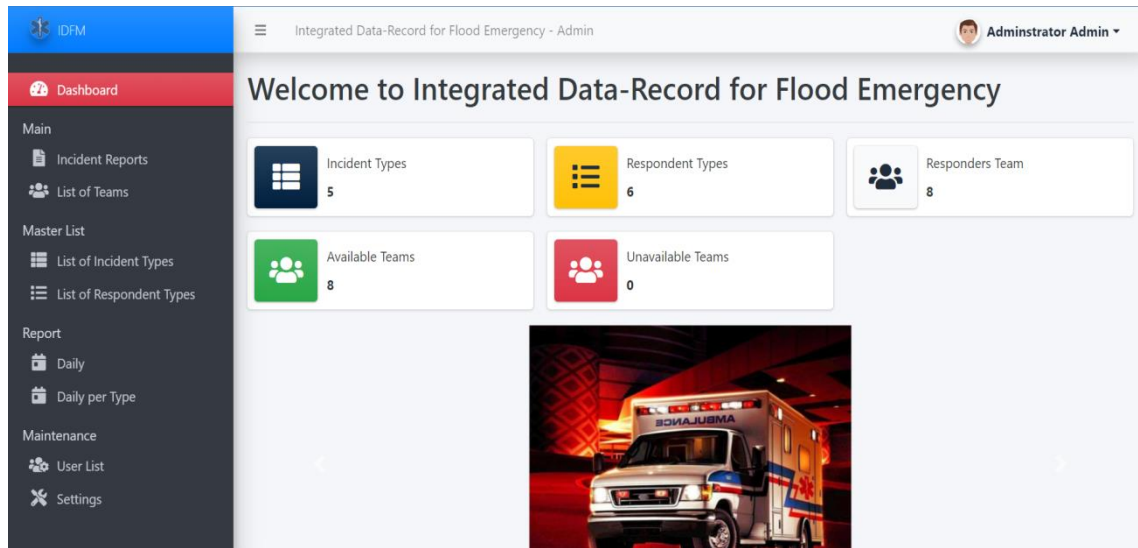 IDFM
Integrated Data-Record for Flood Emergency - Admin
Adminstrator Admin
Dashboard
Main
Incident Reports
List of Teams
Master List
List of Incident Types
List of Respondent Types
Report
Daily
Daily per Type
Maintenance
User List
Settings
Welcome to Integrated Data-Record for Flood Emergency
Incident Types
5
Respondent Types
6
Responders Team
8
Available Teams
8
Unavailable Teams
0
AMBULANCE